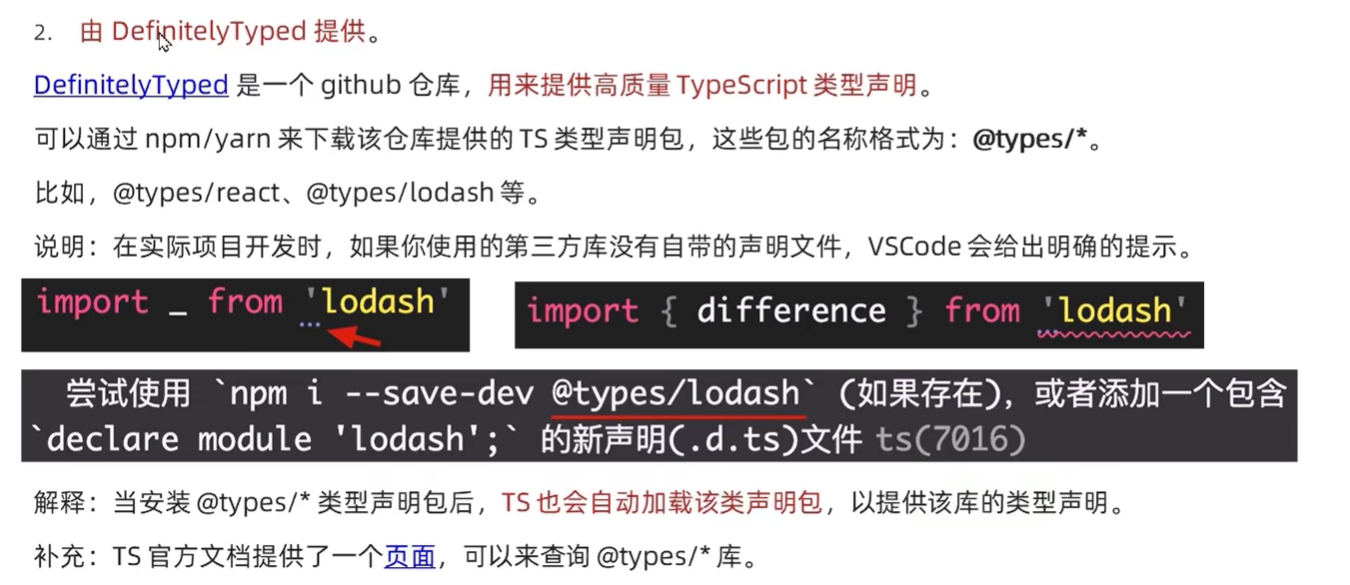 2. 由 DefinitelyTyped 提供。
DefinitelyTyped 是一个 github 仓库，用来提供高质量 TypeScript 类型声明。
可以通过 npm/yarn 来下载该仓库提供的 TS 类型声明包，这些包的名称格式为：@types/*。
比如，@types/react、@types/lodash 等。
说明：在实际项目开发时，如果你使用的第三方库没有自带的声明文件，VSCode 会给出明确的提示。
import _ from 'lodash'
import { difference } from 'lodash'
尝试使用 `npm i --save-dev @types/lodash` (如果存在)，或者添加一个包含
`declare module 'lodash';` 的新声明(.d.ts)文件 ts(7016)
解释：当安装 @types/* 类型声明包后，TS 也会自动加载该类声明包，以提供该库的类型声明。
补充：TS 官方文档提供了一个页面，可以来查询 @types/* 库。